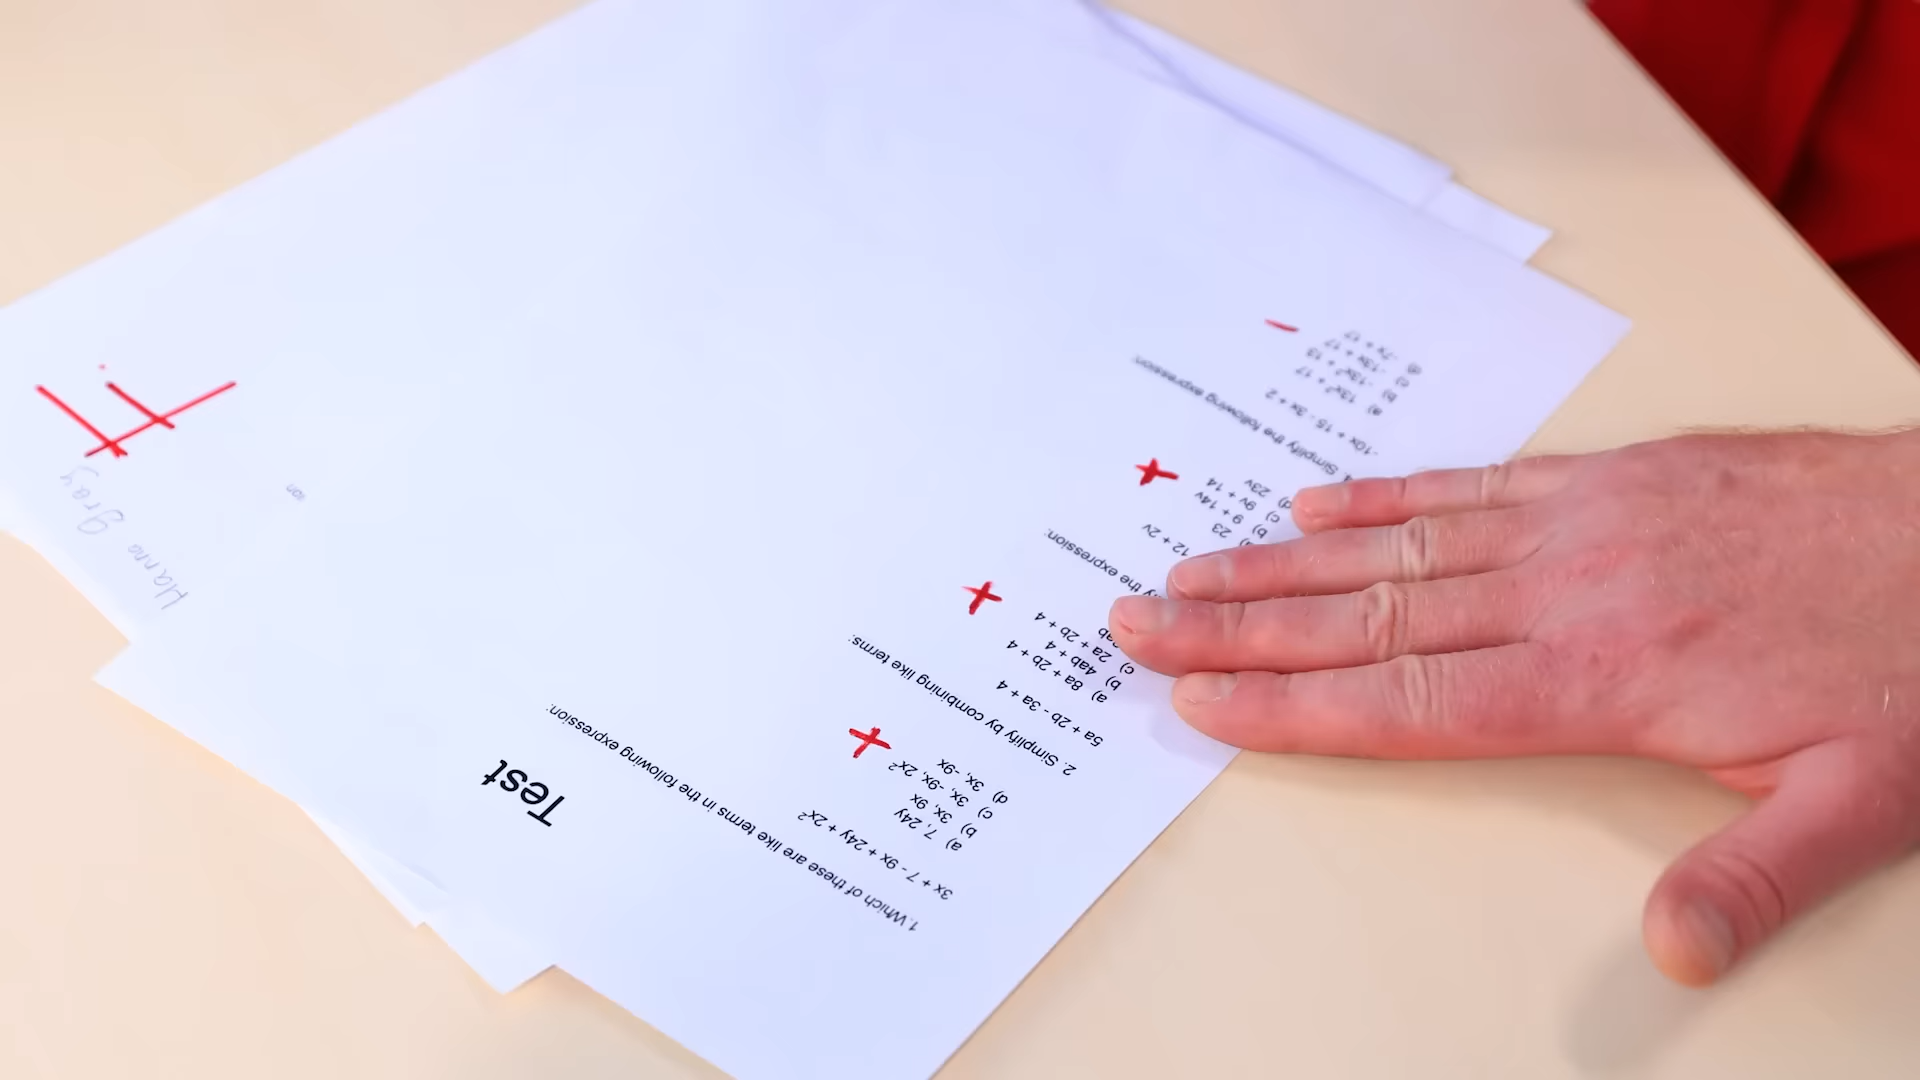 Hanna gray
F
Test
1. Which of these are like terms in the following expression:
3x + 7 - 9x + 24y + 2x²
a) 7, 24y
b) 3x, 9x
c) 3x, -9x, 2x²
d) 3x, -9x
2. Simplify by combining like terms:
5a + 2b - 3a + 4
a) 8a + 2b + 4
b) 4ab + 4
c) 2a + 2b + 4
the expression:
12 + 2v
23
b) 9 + 14v
c) 9v + 14
d) 23v
Simplify the following expression:
-10x + 15 - 3x + 2
a) 13x² + 17
b) -13x² + 13
c) -13x + 17
d) -7x + 17